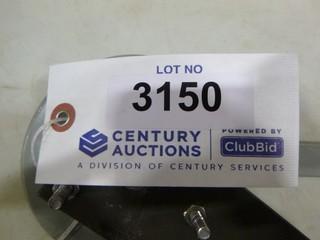 LOT NO
3150
CENTURY AUCTIONS
A DIVISION OF CENTURY SERVICES
POWERED BY
ClubBid